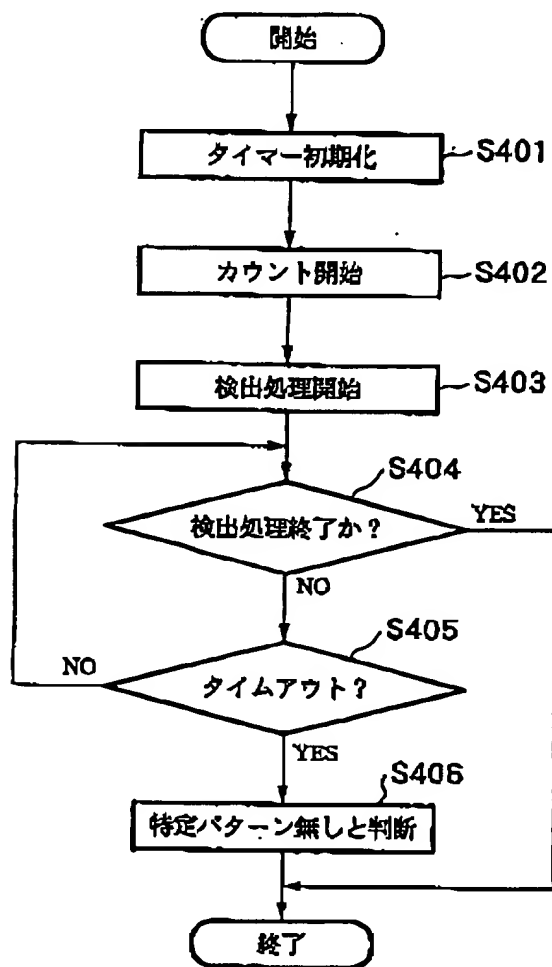 開始
タイマー初期化
S401
カウント開始
S402
検出処理開始
S403
S404
検出処理終了か?
YES
NO
S405
NO
タイムアウト?
YES
S406
特定パターン無しと判断
終了